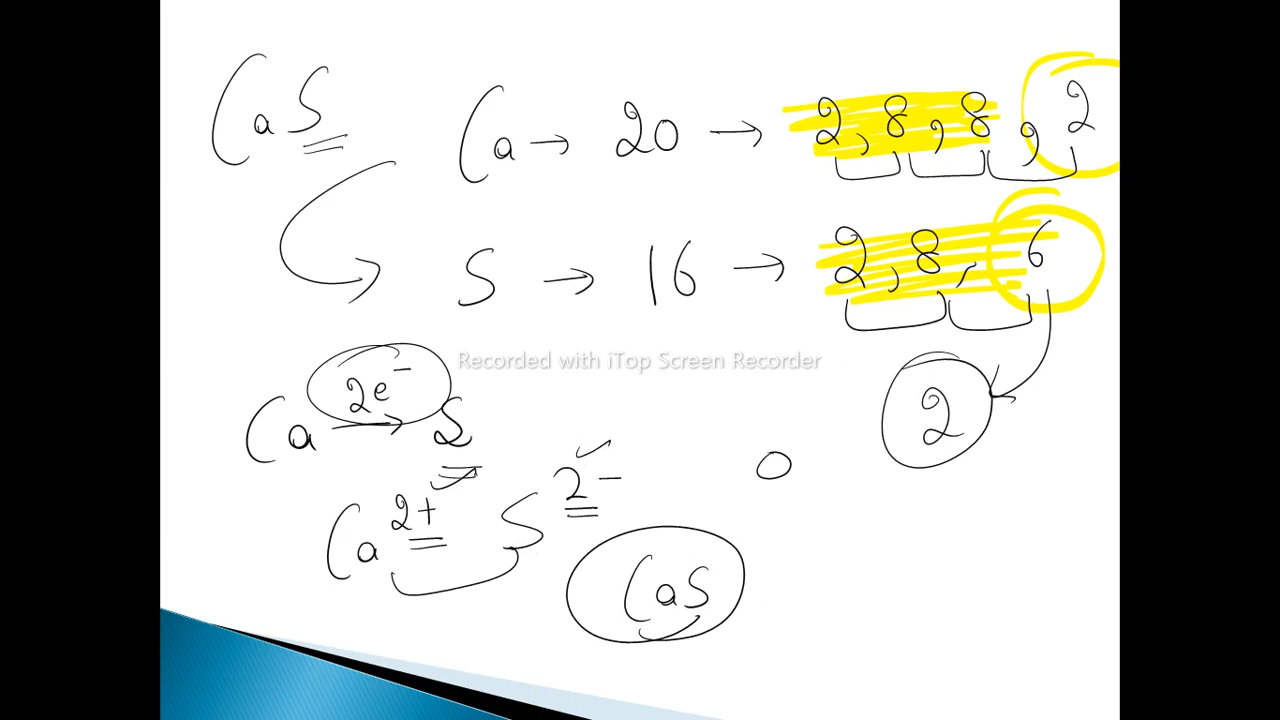 CaS Ca → 20 → 2, 8, 8, 2
S → 16 → 2, 8, 6
Recorded with iTop Screen Recorder
2e⁻
Ca → S
2
Ca²⁺ S²⁻ 0
CaS